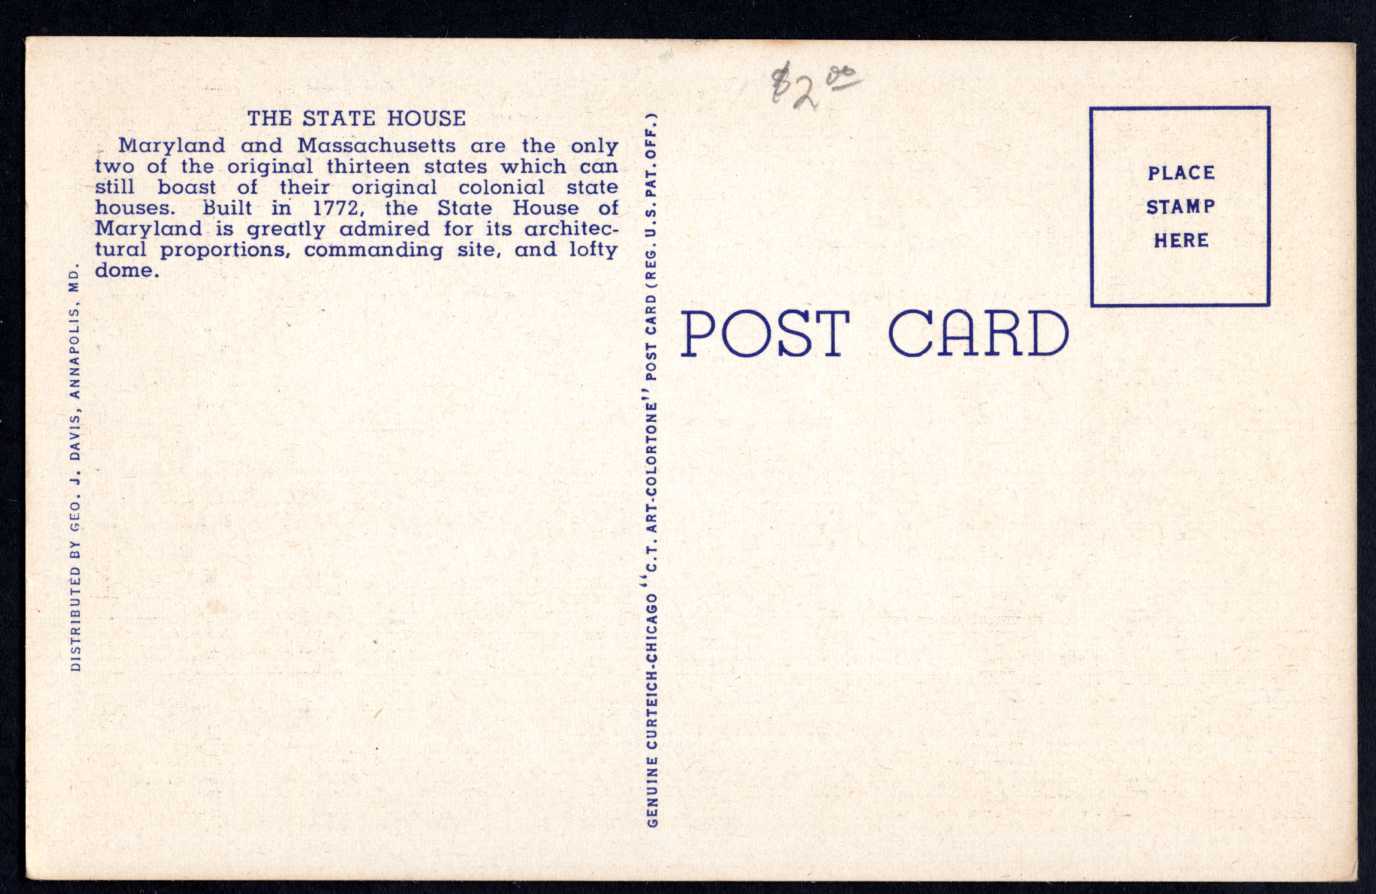 $2.00
THE STATE HOUSE
Maryland and Massachusetts are the only
two of the original thirteen states which can
still boast of their original colonial state
houses. Built in 1772, the State House of
Maryland is greatly admired for its architec-
tural proportions, commanding site, and lofty
dome.
DISTRIBUTED BY GEO. J. DAVIS, ANNAPOLIS, MD.
GENUINE CURTEICH-CHICAGO "C.T. ART-COLORTONE" POST CARD (REG. U.S. PAT. OFF.)
POST CARD
PLACE
STAMP
HERE